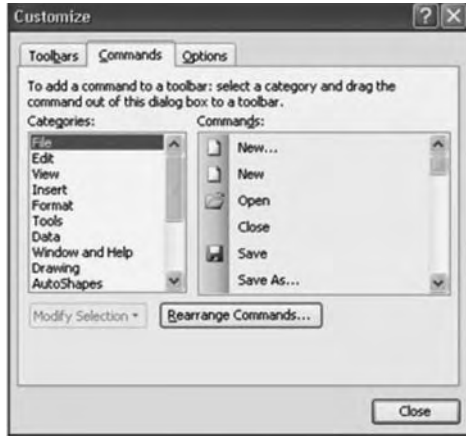 Customize
Toolbars Commands Options
To add a command to a toolbar: select a category and drag the
command out of this dialog box to a toolbar.
Categories: Commands:
File
Edit
View
Insert
Format
Tools
Data
Window and Help
Drawing
AutoShapes
New...
New
Open
Close
Save
Save As...
Modify Selection
Rearrange Commands...
Close